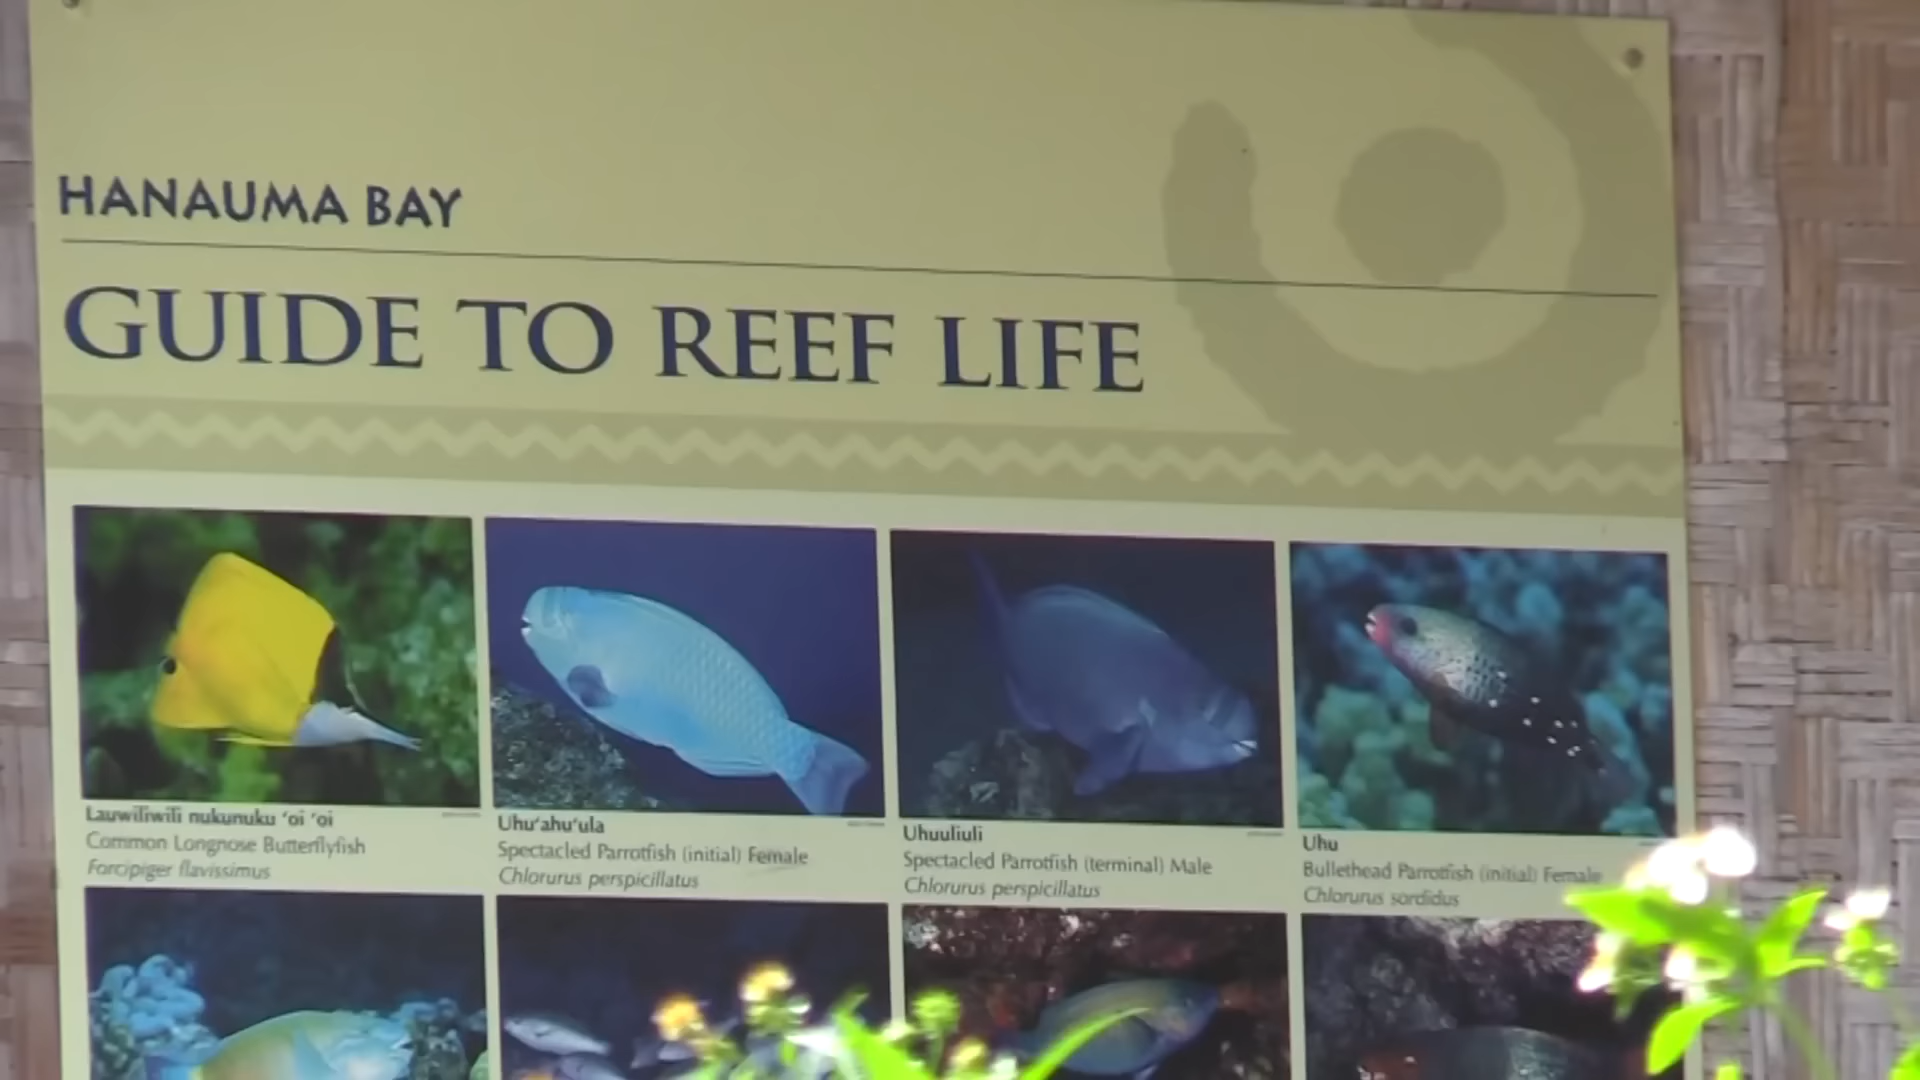 HANAUMA BAY
GUIDE TO REEF LIFE
Lauwiliwili nukunuku ‘oi ‘oi
Common Longnose Butterflyfish
Forcipiger flavissimus
Uhu‘ahu‘ula
Spectacled Parrotfish (initial) Female
Chlorurus perspicillatus
Uhuuliuli
Spectacled Parrotfish (terminal) Male
Chlorurus perspicillatus
Uhu
Bullethead Parrotfish (initial) Female
Chlorurus sordidus